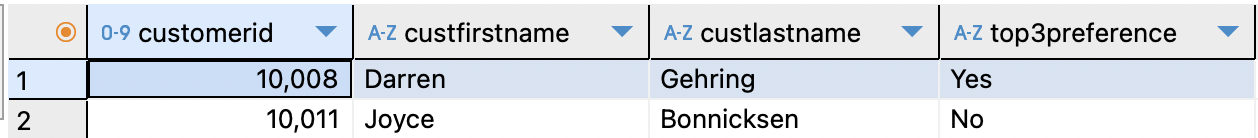 0-9 customerid A-Z custfirstname A-Z custlastname A-Z top3preference
1 10,008 Darren Gehring Yes
2 10,011 Joyce Bonnicksen No